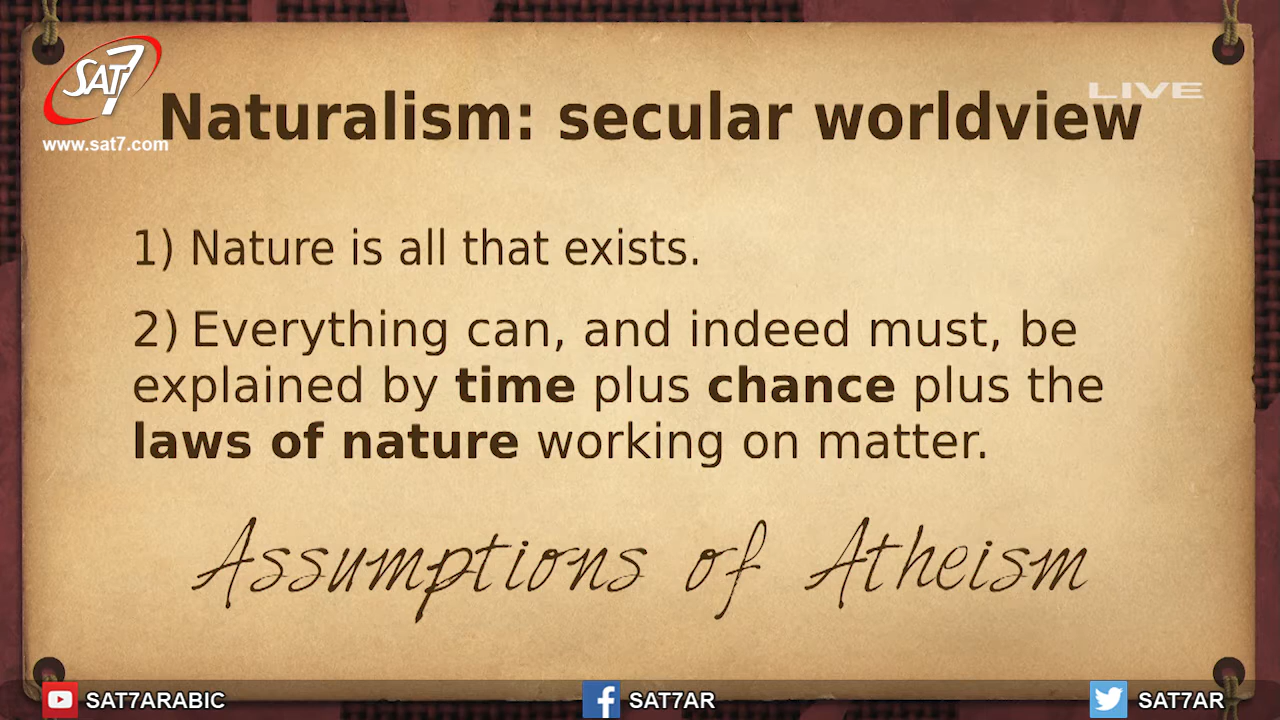 SAT7
www.sat7.com
LIVE
Naturalism: secular worldview
1) Nature is all that exists.
2) Everything can, and indeed must, be
explained by time plus chance plus the
laws of nature working on matter.
Assumptions of Atheism
SAT7ARABIC
SAT7AR
SAT7AR